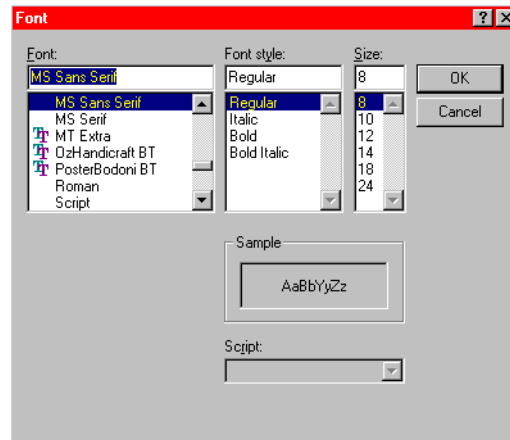 Font
Font:
Font style:
Size:
MS Sans Serif
Regular
8
OK
Cancel
MS Sans Serif
MS Serif
MT Extra
OzHandicraft BT
PosterBodoni BT
Roman
Script
Regular
Italic
Bold
Bold Italic
8
10
12
14
18
24
Sample
AaBbYyZz
Script: